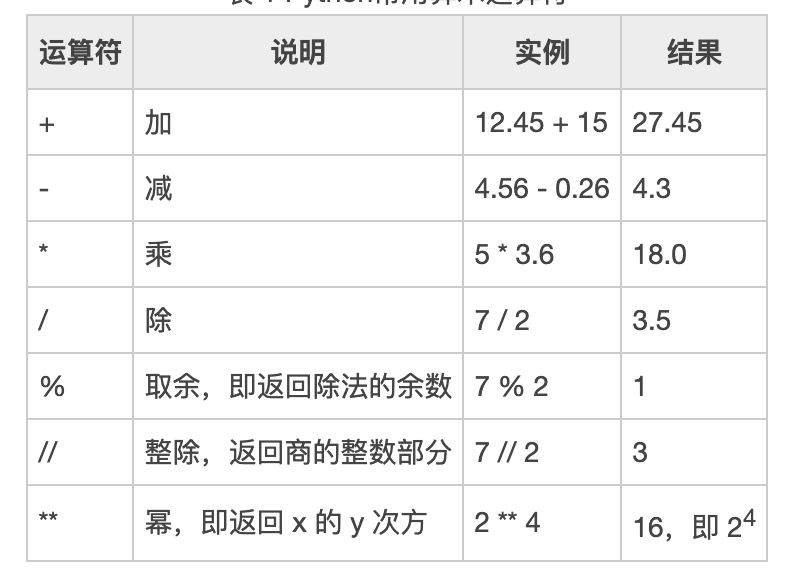 运算符 说明 实例 结果
+ 加 12.45 + 15 27.45
- 减 4.56 - 0.26 4.3
* 乘 5 * 3.6 18.0
/ 除 7 / 2 3.5
% 取余，即返回除法的余数 7 % 2 1
// 整除，返回商的整数部分 7 // 2 3
** 幂，即返回 x 的 y 次方 2 ** 4 16，即 2⁴